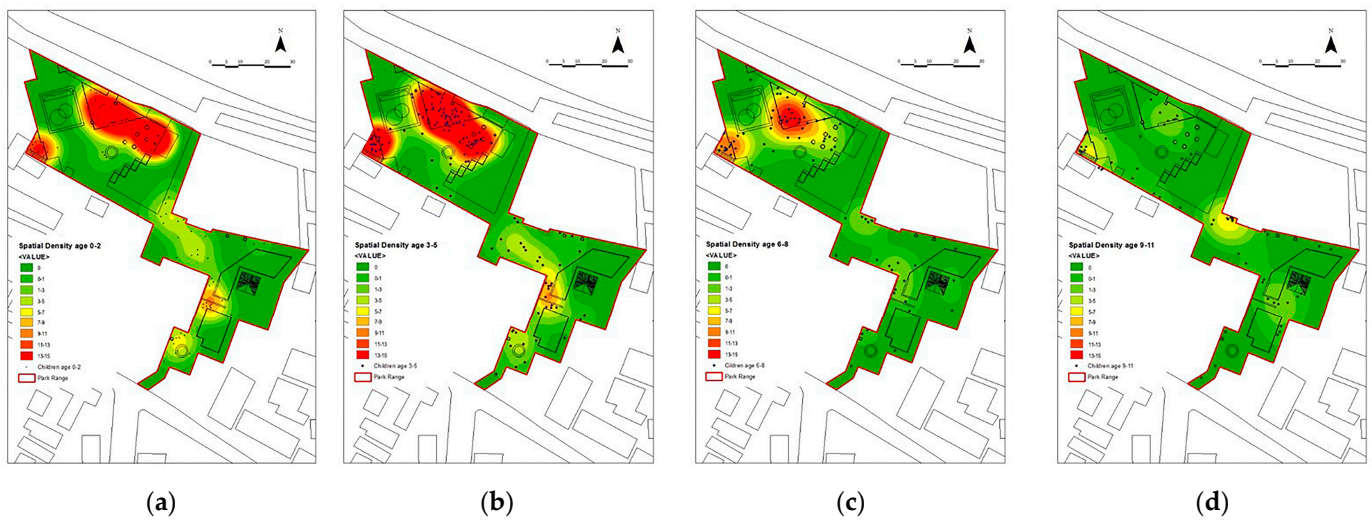 N
0 5 10 20 30
Spatial Density age 0-2
<VALUE>
0
0-1
1-3
3-5
5-7
7-9
9-11
11-13
13-15
Children age 0-2
Park Range
(a)
N
0 5 10 20 30
Spatial Density age 3-5
<VALUE>
0
0-1
1-3
3-5
5-7
7-9
9-11
11-13
13-15
Children age 3-5
Park Range
(b)
N
0 5 10 20 30
Spatial Density age 6-8
<VALUE>
0
0-1
1-3
3-5
5-7
7-9
9-11
11-13
13-15
Cildren age 6-8
Park Range
(c)
N
0 5 10 20 30
Spatial Density age 9-11
<VALUE>
0
0-1
1-3
3-5
5-7
7-9
9-11
11-13
13-15
Children age 9-11
Park Range
(d)